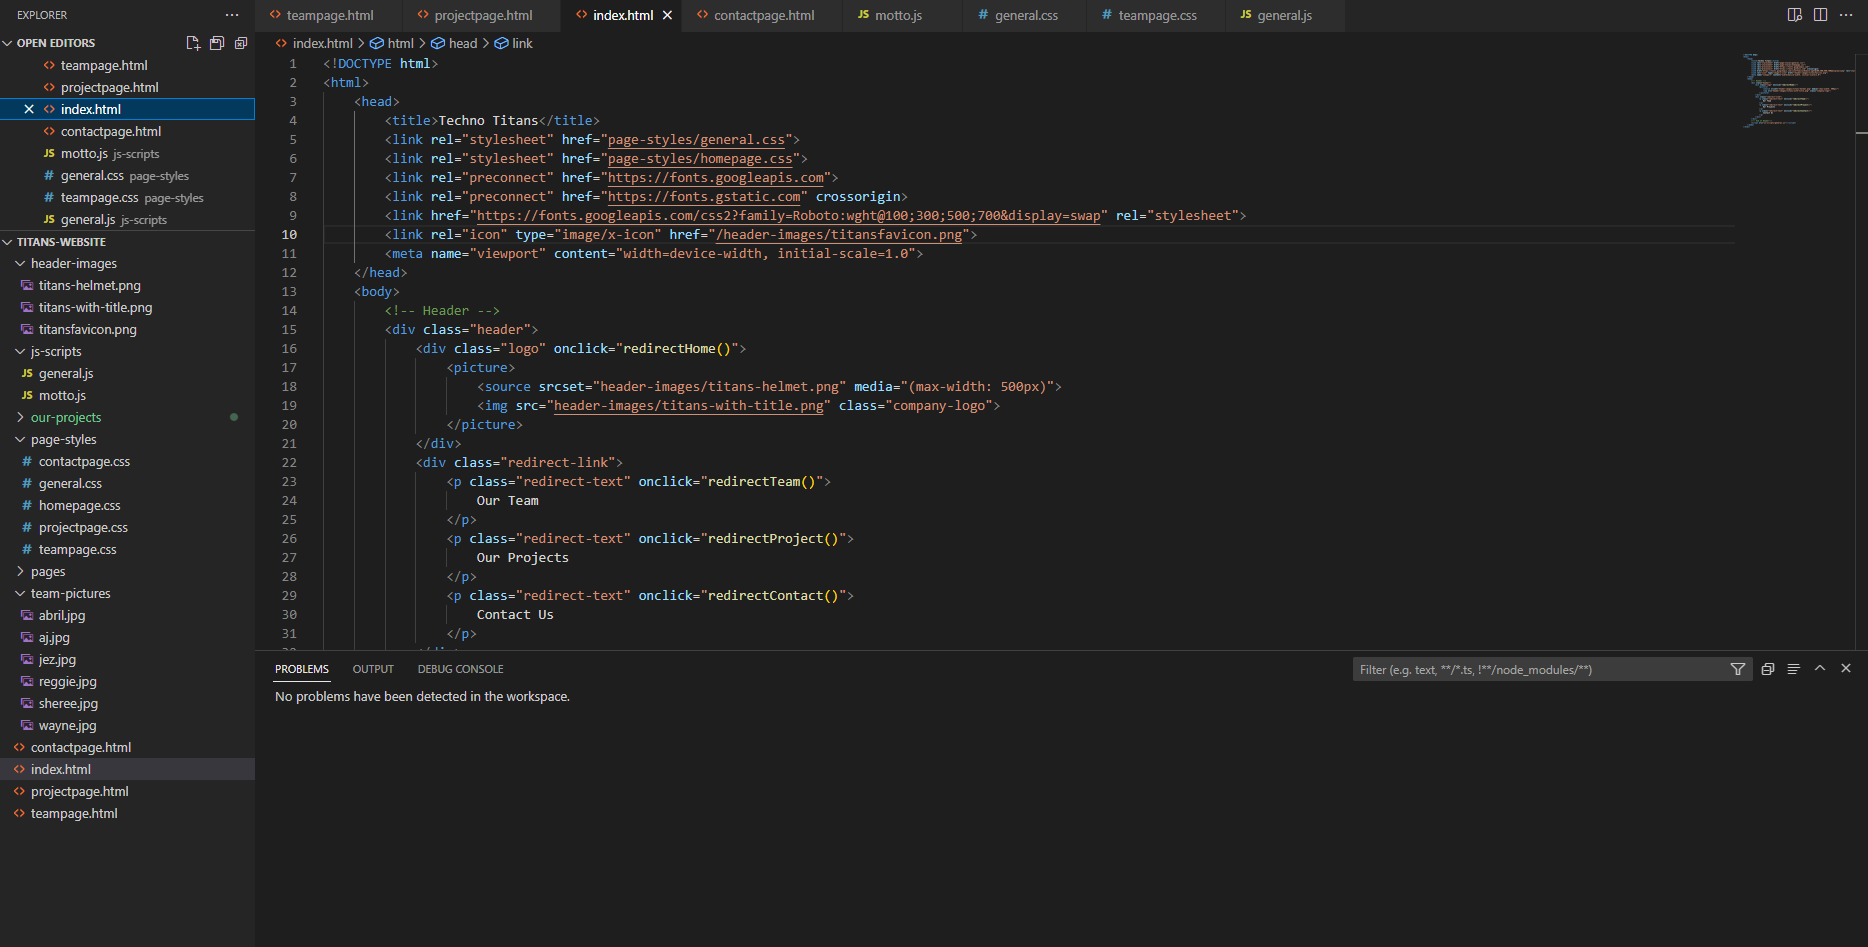 EXPLORER
OPEN EDITORS
teampage.html
projectpage.html
index.html
contactpage.html
JS motto.js js-scripts
# general.css page-styles
# teampage.css page-styles
JS general.js js-scripts
TITANS-WEBSITE
header-images
titans-helmet.png
titans-with-title.png
titansfavicon.png
js-scripts
JS general.js
JS motto.js
our-projects
page-styles
# contactpage.css
# general.css
# homepage.css
# projectpage.css
# teampage.css
pages
team-pictures
abril.jpg
aj.jpg
jez.jpg
reggie.jpg
sheree.jpg
wayne.jpg
contactpage.html
index.html
projectpage.html
teampage.html
teampage.html projectpage.html index.html contactpage.html JS motto.js # general.css # teampage.css JS general.js
index.html > html > head > link
1 <!DOCTYPE html>
2 <html>
3 <head>
4 <title>Techno Titans</title>
5 <link rel="stylesheet" href="page-styles/general.css">
6 <link rel="stylesheet" href="page-styles/homepage.css">
7 <link rel="preconnect" href="https://fonts.googleapis.com">
8 <link rel="preconnect" href="https://fonts.gstatic.com" crossorigin>
9 <link href="https://fonts.googleapis.com/css2?family=Roboto:wght@100;300;500;700&display=swap" rel="stylesheet">
10 <link rel="icon" type="image/x-icon" href="/header-images/titansfavicon.png">
11 <meta name="viewport" content="width=device-width, initial-scale=1.0">
12 </head>
13 <body>
14 <!-- Header -->
15 <div class="header">
16 <div class="logo" onclick="redirectHome()">
17 <picture>
18 <source srcset="header-images/titans-helmet.png" media="(max-width: 500px)">
19 <img src="header-images/titans-with-title.png" class="company-logo">
20 </picture>
21 </div>
22 <div class="redirect-link">
23 <p class="redirect-text" onclick="redirectTeam()">
24 Our Team
25 </p>
26 <p class="redirect-text" onclick="redirectProject()">
27 Our Projects
28 </p>
29 <p class="redirect-text" onclick="redirectContact()">
30 Contact Us
31 </p>
PROBLEMS OUTPUT DEBUG CONSOLE
Filter (e.g. text, **/*.ts, !**/node_modules/**)
No problems have been detected in the workspace.